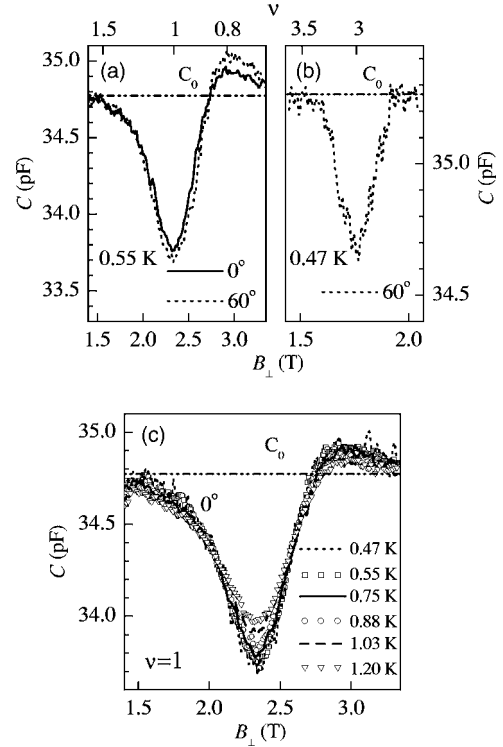 ν
1.5 1 0.8 3.5 3
(a) (b)
C0 C0
35.0
34.5
34.0
33.5
C (pF)
0.55 K
0°
60°
0.47 K
60°
35.0
34.5
C (pF)
1.5 2.0 2.5 3.0
B⊥ (T)
1.5 2.0
B⊥ (T)
(c)
C0
0°
35.0
34.5
34.0
C (pF)
0.47 K
0.55 K
0.75 K
0.88 K
1.03 K
1.20 K
ν=1
1.5 2.0 2.5 3.0
B⊥ (T)